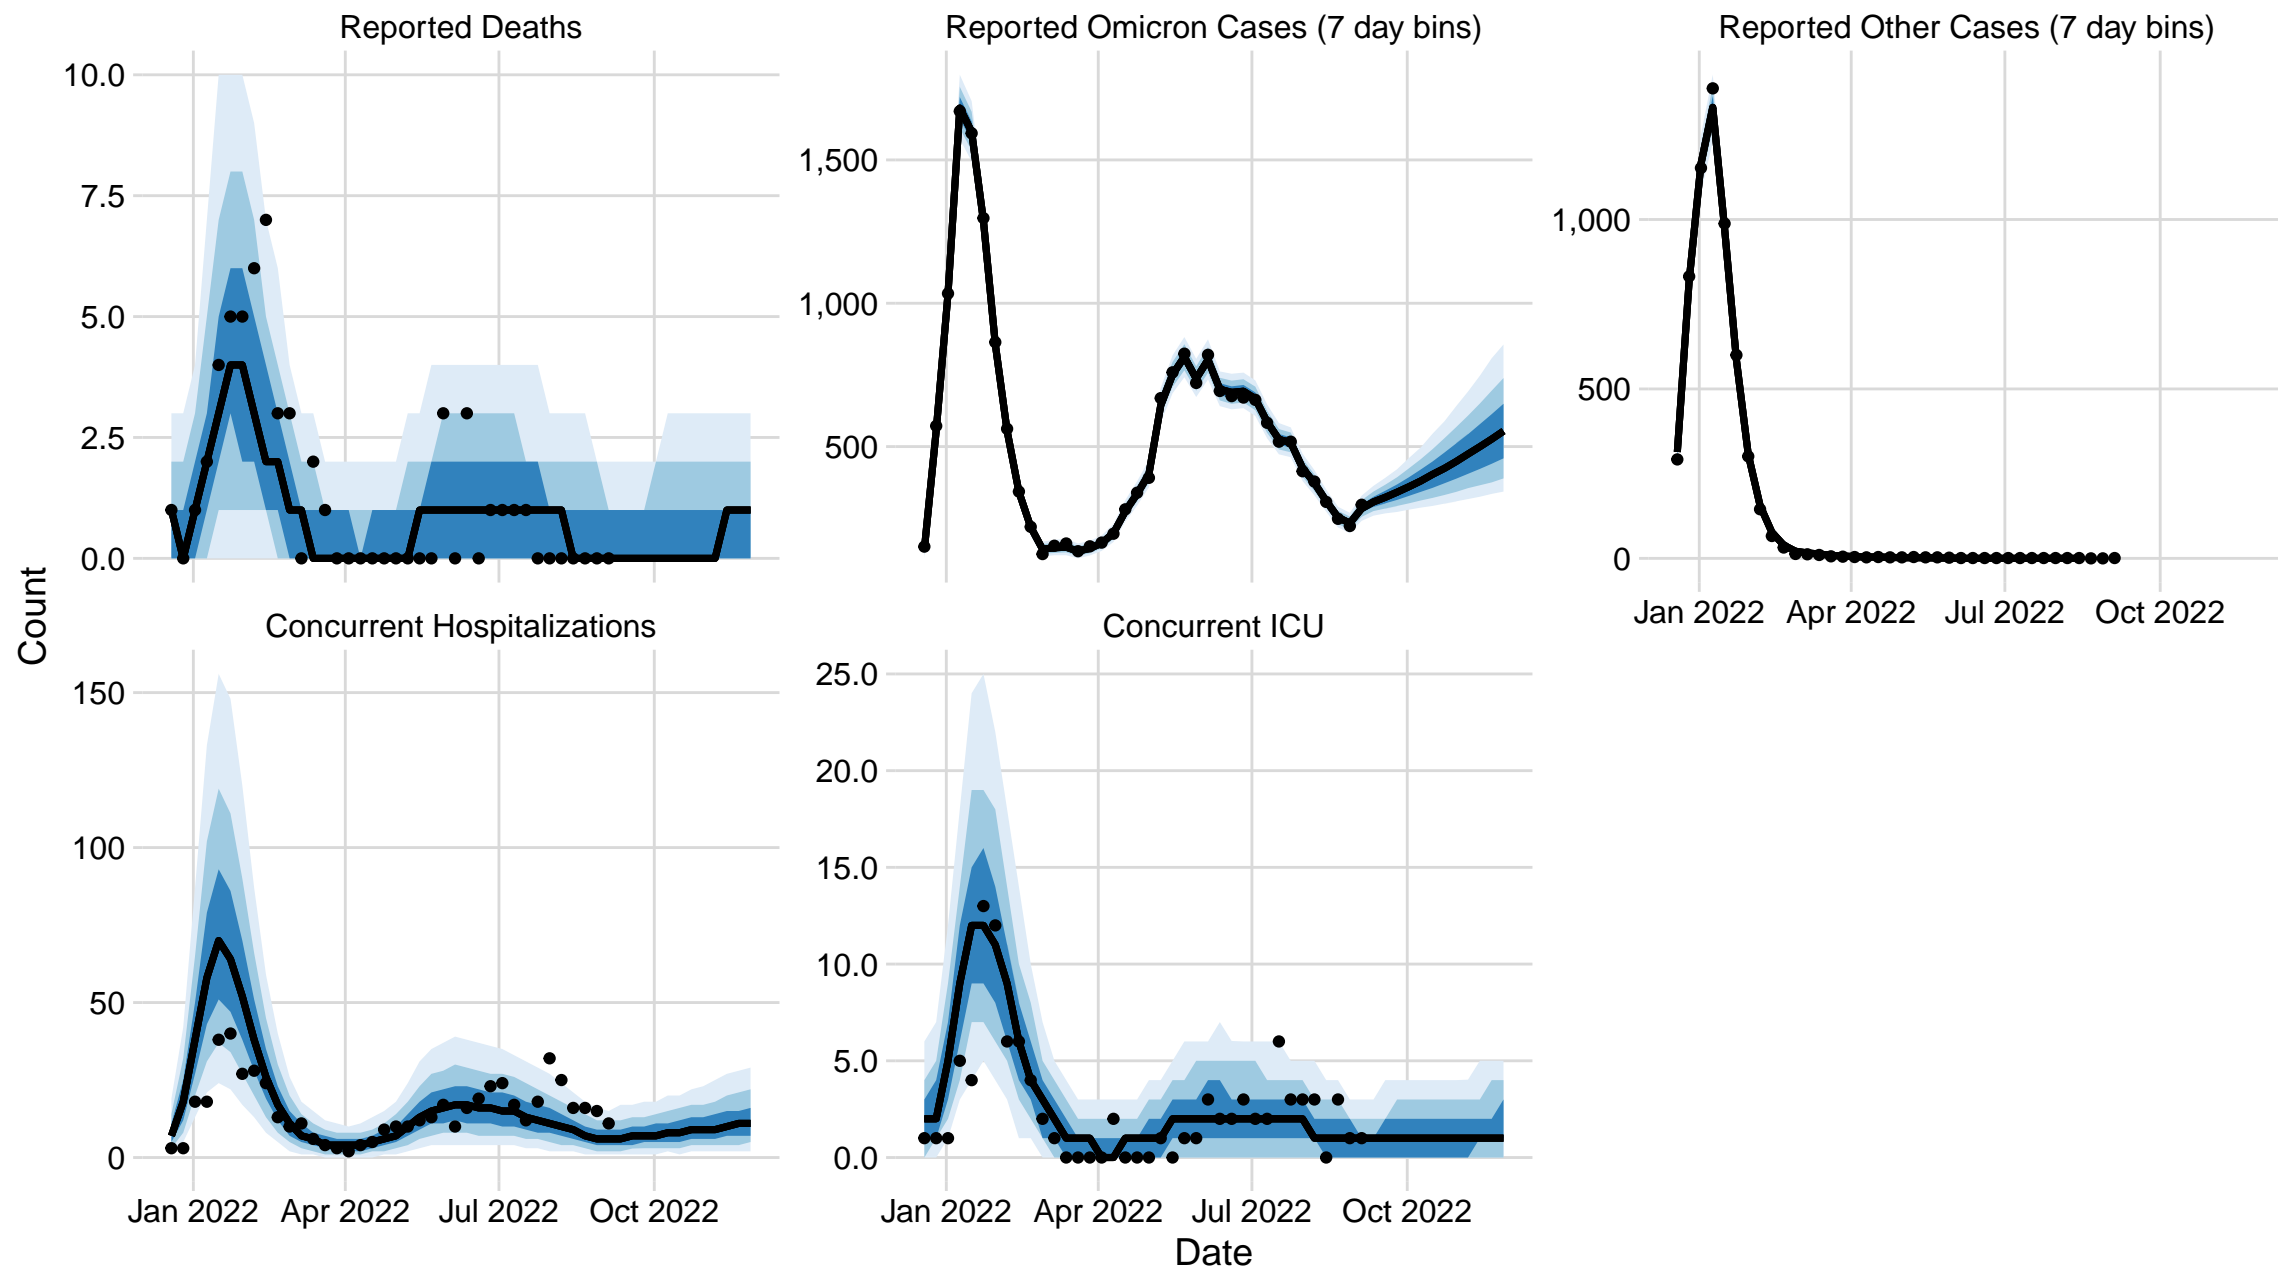 Reported Deaths
Reported Omicron Cases (7 day bins)
Reported Other Cases (7 day bins)
Count
10.0
7.5
5.0
2.5
0.0
1,500
1,000
500
1,000
500
0
Jan 2022 Apr 2022 Jul 2022 Oct 2022
Concurrent Hospitalizations
Concurrent ICU
150
100
50
0
Jan 2022 Apr 2022 Jul 2022 Oct 2022
25.0
20.0
15.0
10.0
5.0
0.0
Jan 2022 Apr 2022 Jul 2022 Oct 2022
Date